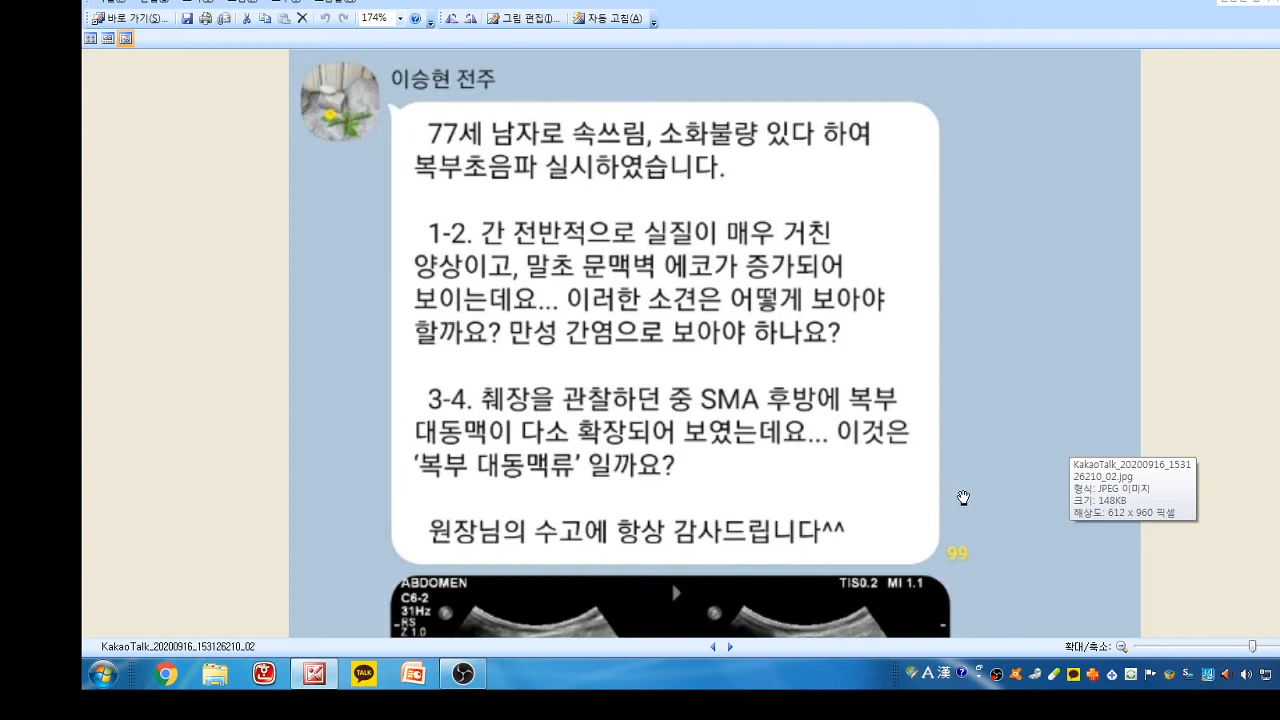 바로 가기(S)...
174%
그림 편집(I)...
자동 고침(A)
이승현 전주
77세 남자로 속쓰림, 소화불량 있다 하여
복부초음파 실시하였습니다.
1-2. 간 전반적으로 실질이 매우 거친
양상이고, 말초 문맥벽 에코가 증가되어
보이는데요... 이러한 소견은 어떻게 보아야
할까요? 만성 간염으로 보아야 하나요?
3-4. 췌장을 관찰하던 중 SMA 후방에 복부
대동맥이 다소 확장되어 보였는데요... 이것은
‘복부 대동맥류’ 일까요?
원장님의 수고에 항상 감사드립니다^^
99
KakaoTalk_20200916_1531
26210_02.jpg
형식: JPEG 이미지
크기: 148KB
해상도: 612 x 960 픽셀
ABDOMEN
TIS0.2 MI 1.1
C6-2
31Hz
RS
Z 1.0
KakaoTalk_20200916_153126210_02
확대/축소:
TALK
A 漢